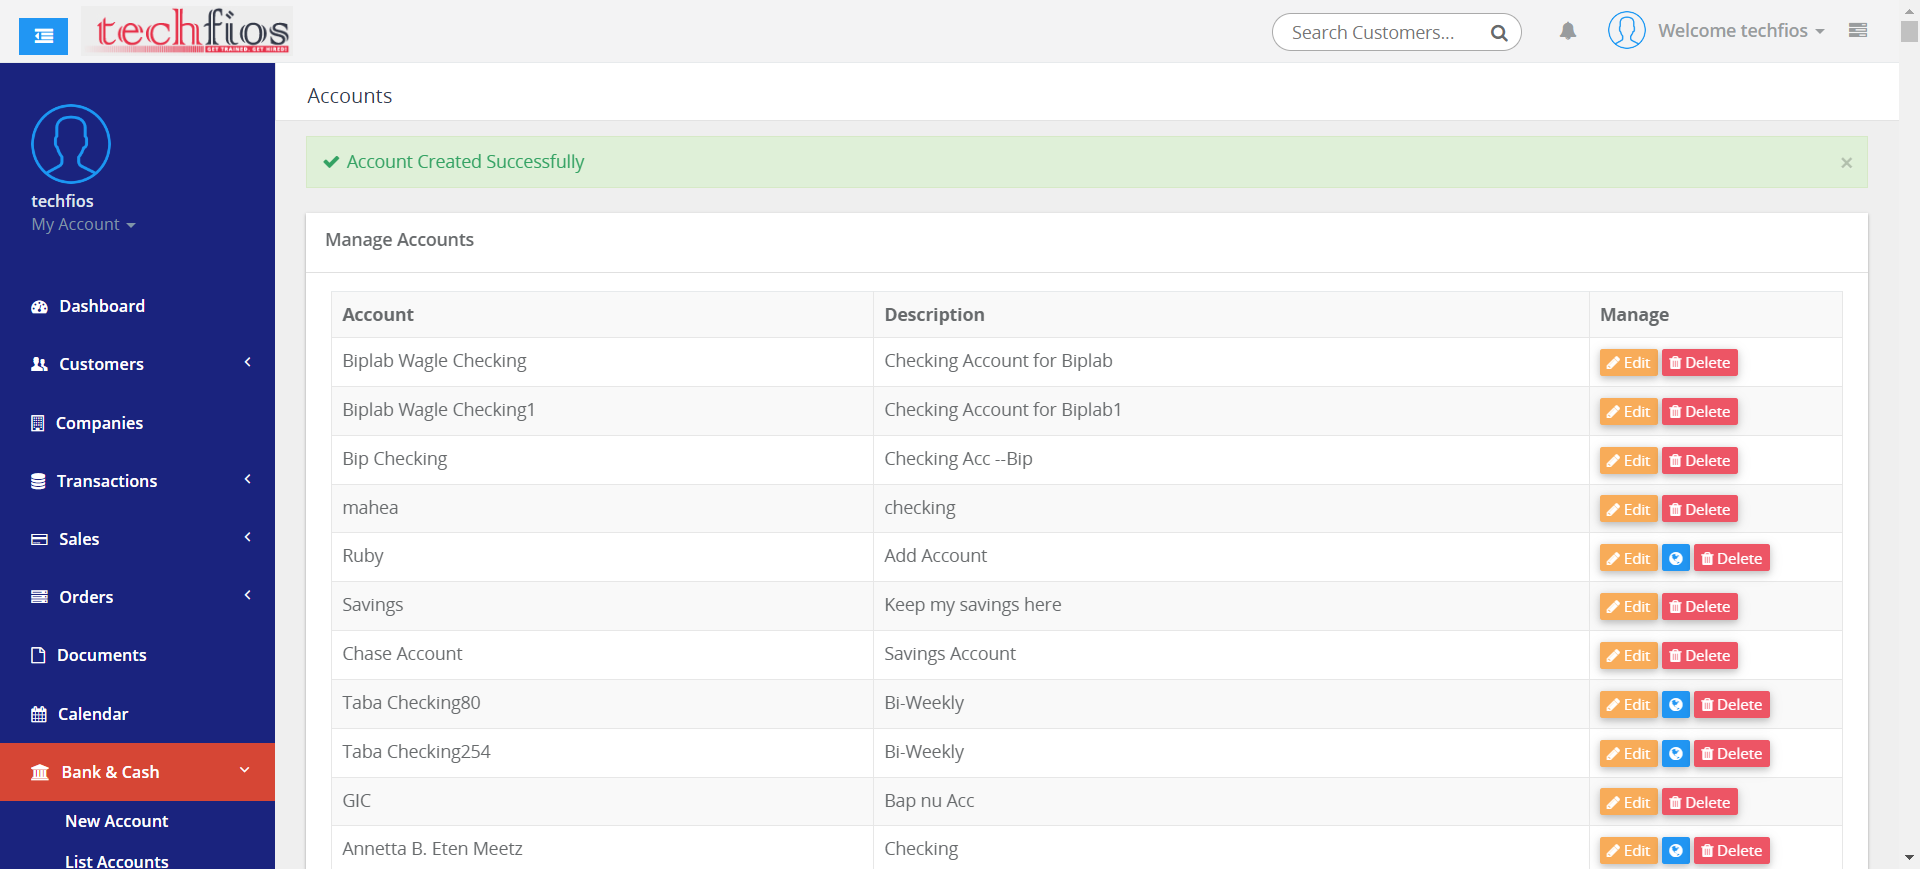 techfios
GET TRAINED. GET HIRED!
Search Customers...
Welcome techfios
techfios
My Account
Dashboard
Customers
Companies
Transactions
Sales
Orders
Documents
Calendar
Bank & Cash
New Account
List Accounts
Accounts
Account Created Successfully ×
Manage Accounts
Account Description Manage
Biplab Wagle Checking Checking Account for Biplab Edit Delete
Biplab Wagle Checking1 Checking Account for Biplab1 Edit Delete
Bip Checking Checking Acc --Bip Edit Delete
mahea checking Edit Delete
Ruby Add Account Edit Delete
Savings Keep my savings here Edit Delete
Chase Account Savings Account Edit Delete
Taba Checking80 Bi-Weekly Edit Delete
Taba Checking254 Bi-Weekly Edit Delete
GIC Bap nu Acc Edit Delete
Annetta B. Eten Meetz Checking Edit Delete